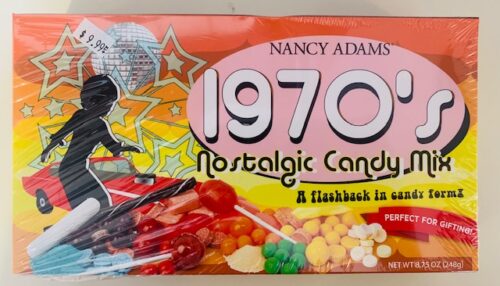 $9.99
NANCY ADAMS™
1970's
Nostalgic Candy Mix
A flashback in candy form!
PERFECT FOR GIFTING!
NET WT 8.75 OZ (248g)